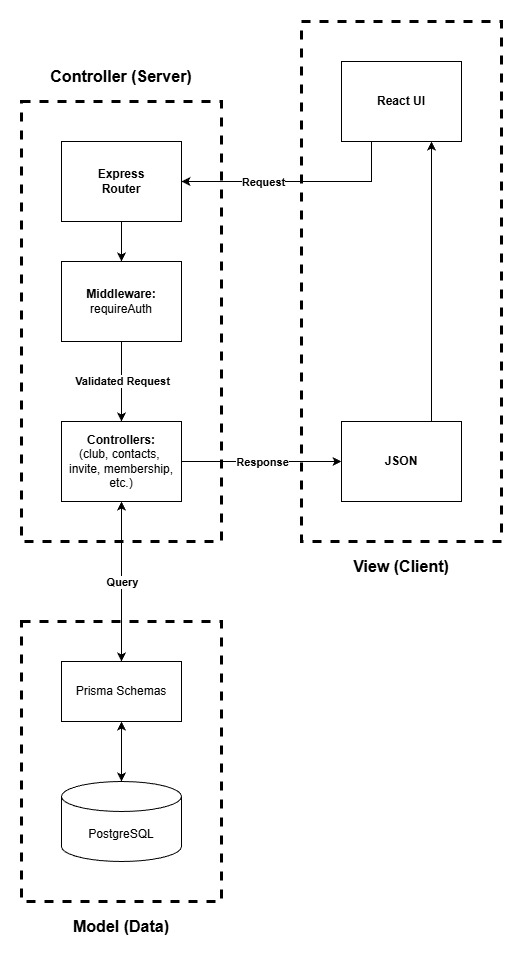 Controller (Server)
React UI
Express
Router
Request
Middleware:
requireAuth
Validated Request
Controllers:
(club, contacts,
invite, membership,
etc.)
Response
JSON
View (Client)
Query
Prisma Schemas
PostgreSQL
Model (Data)